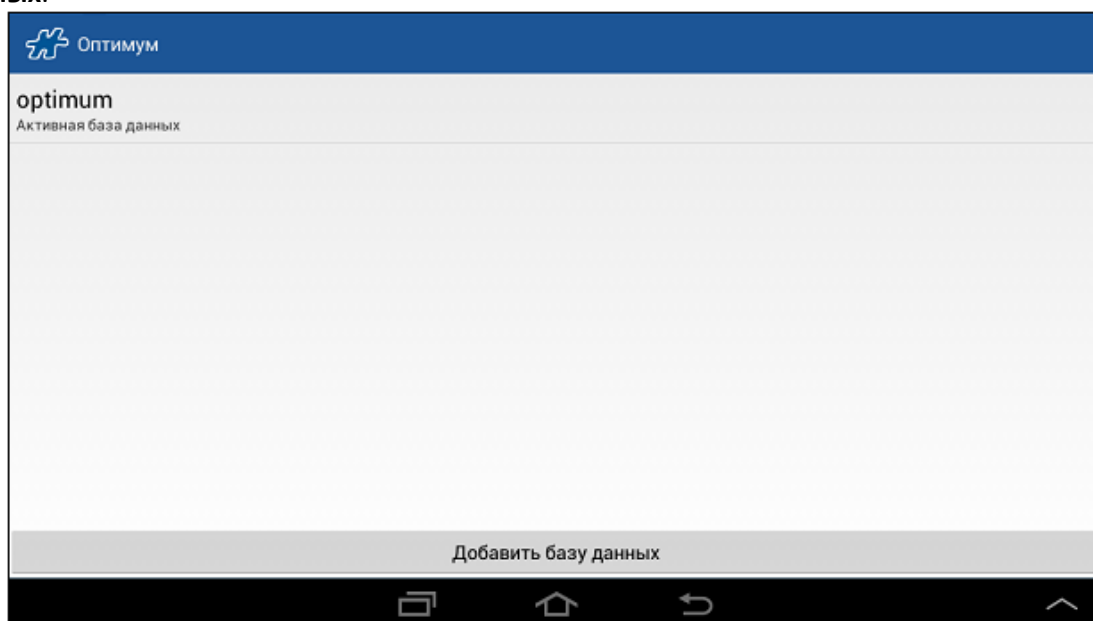 Оптимум
optimum
Активная база данных
Добавить базу данных